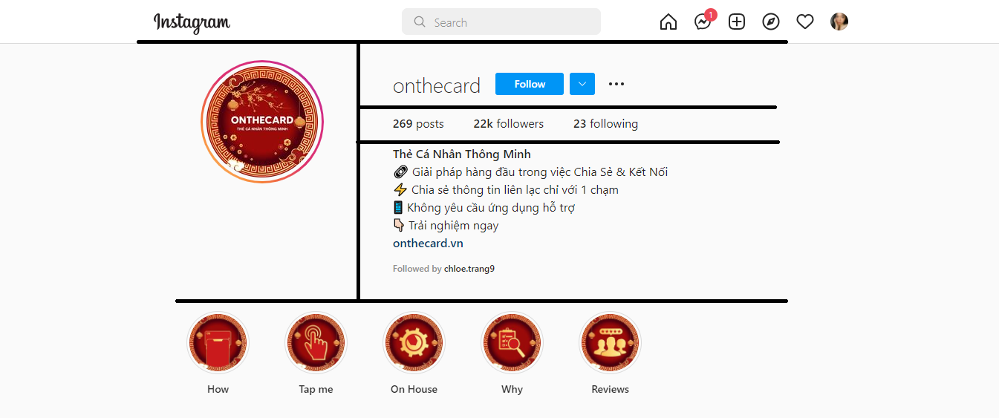 Instagram
Search
1
ONTHECARD
THẺ CÁ NHÂN THÔNG MINH
onthecard Follow
269 posts 22k followers 23 following
Thẻ Cá Nhân Thông Minh
Giải pháp hàng đầu trong việc Chia Sẻ & Kết Nối
Chia sẻ thông tin liên lạc chỉ với 1 chạm
Không yêu cầu ứng dụng hỗ trợ
Trải nghiệm ngay
onthecard.vn
Followed by chloe.trang9
How Tap me On House Why Reviews